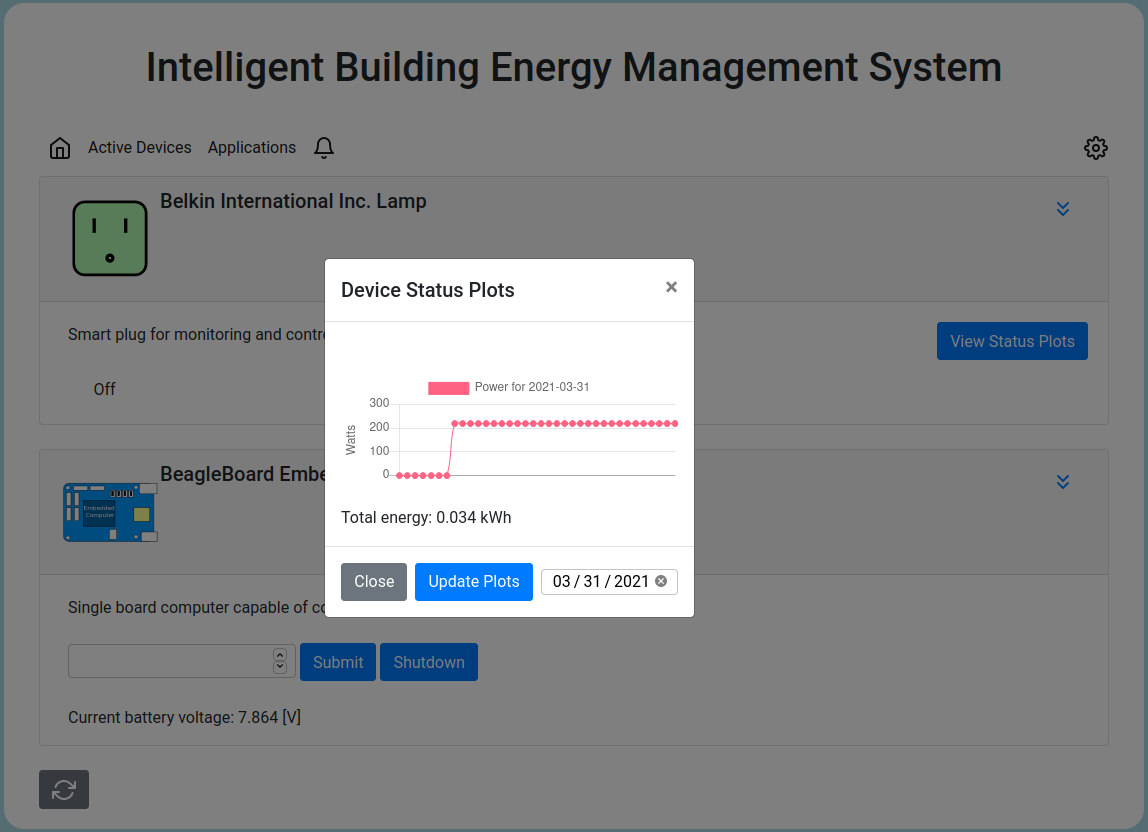 Intelligent Building Energy Management System
Active Devices Applications
Belkin International Inc. Lamp
Device Status Plots ×
Smart plug for monitoring and contr
View Status Plots
Off
Power for 2021-03-31
300
200
100
0
Watts
Total energy: 0.034 kWh
BeagleBoard Embe
Embedded
Computer
Close Update Plots 03 / 31 / 2021
Single board computer capable of
Submit Shutdown
Current battery voltage: 7.864 [V]